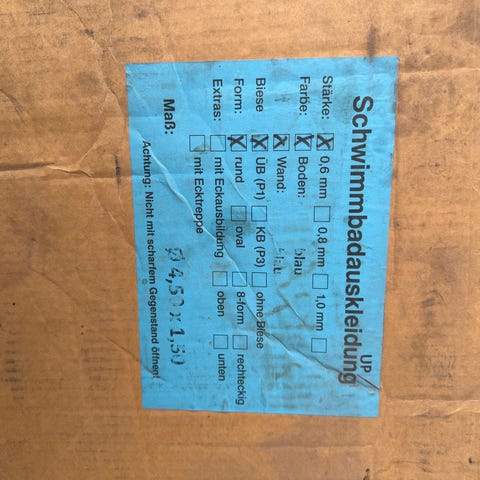 UP
Schwimmbadauskleidung
Stärke: 0,6 mm 0,8 mm 1,0 mm
Farbe: Boden: blau
Wand:
Biese ÜB (P1) KB (P3) ohne Biese
Form: rund oval 8-form rechteckig
Extras: mit Eckausbildung oben unten
mit Ecktreppe
Maß: Ø 4,50 x 1,50
Achtung: Nicht mit scharfem Gegenstand öffnen!